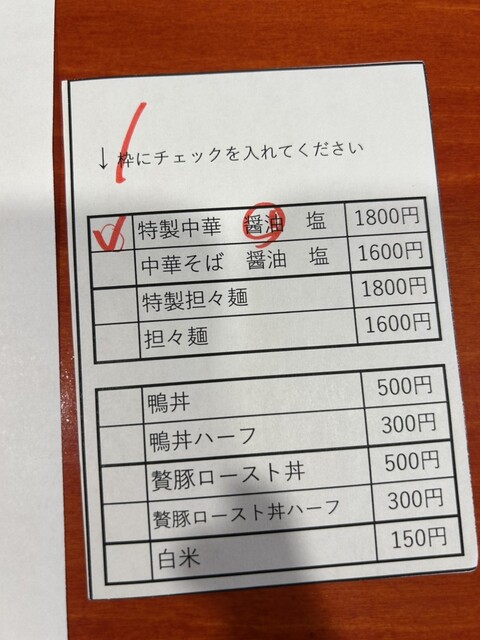 ↓ 枠にチェックを入れてください
特製中華 醤油 塩 1800円
中華そば 醤油 塩 1600円
特製担々麺 1800円
担々麺 1600円
鴨丼 500円
鴨丼ハーフ 300円
贅豚ロースト丼 500円
贅豚ロースト丼ハーフ 300円
白米 150円